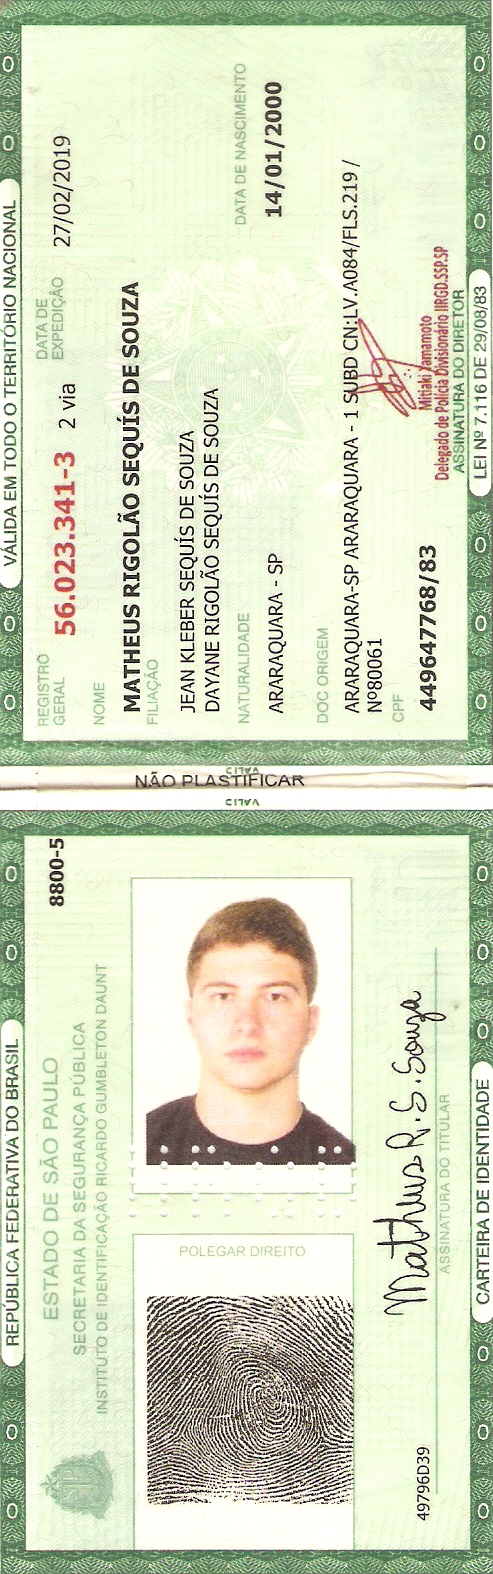 VÁLIDA EM TODO O TERRITÓRIO NACIONAL
REGISTRO GERAL 56.023.341-3 2 via DATA DE EXPEDIÇÃO 27/02/2019
NOME
MATHEUS RIGOLÃO SEQUÍS DE SOUZA
FILIAÇÃO
JEAN KLEBER SEQUÍS DE SOUZA
DAYANE RIGOLÃO SEQUÍS DE SOUZA
NATURALIDADE DATA DE NASCIMENTO
ARARAQUARA - SP 14/01/2000
DOC ORIGEM
ARARAQUARA-SP ARARAQUARA - 1 SUBD CN:LV.A084/FLS.219 /
Nº80061
CPF
449647768/83
Mitiaki Yamamoto
Delegado de Polícia Divisionário IIRGD.SSP.SP
ASSINATURA DO DIRETOR
LEI Nº 7.116 DE 29/08/83
NÃO PLASTIFICAR
REPÚBLICA FEDERATIVA DO BRASIL
8800-5
ESTADO DE SÃO PAULO
SECRETARIA DA SEGURANÇA PÚBLICA
INSTITUTO DE IDENTIFICAÇÃO RICARDO GUMBLETON DAUNT
POLEGAR DIREITO
Matheus R. S. Souza
ASSINATURA DO TITULAR
49796D39
CARTEIRA DE IDENTIDADE